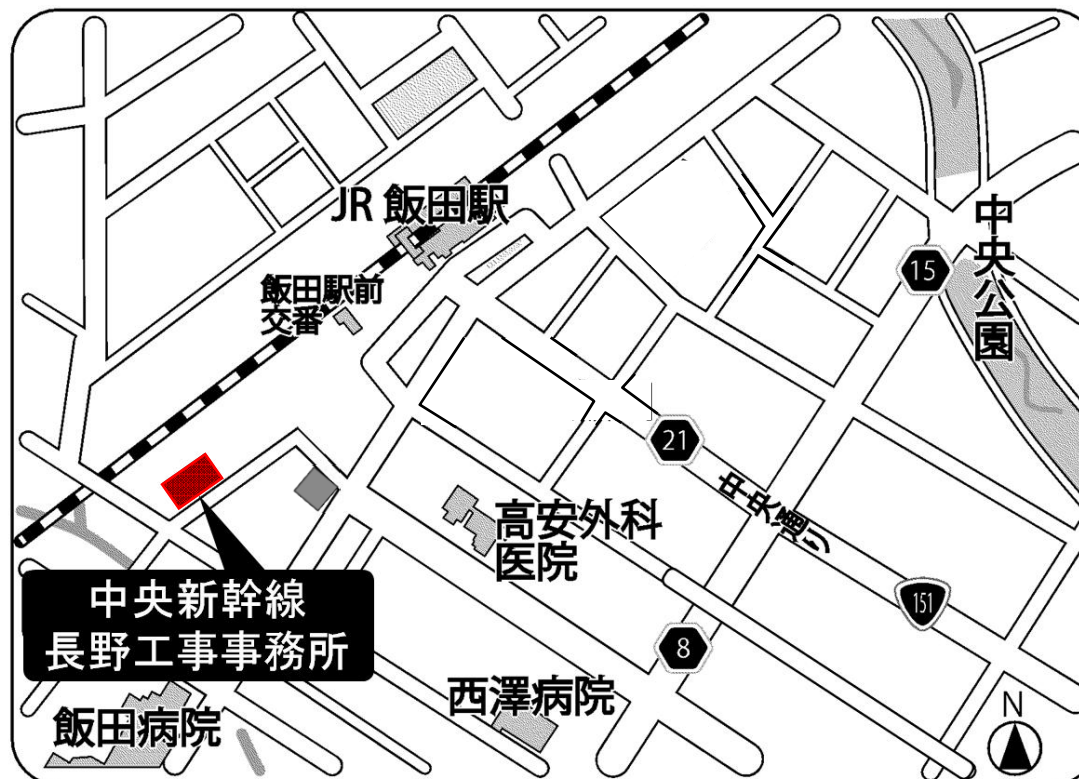 JR 飯田駅
飯田駅前
交番
中央公園
15
21
中央通り
高安外科
医院
151
8
中央新幹線
長野工事事務所
西澤病院
飯田病院
N